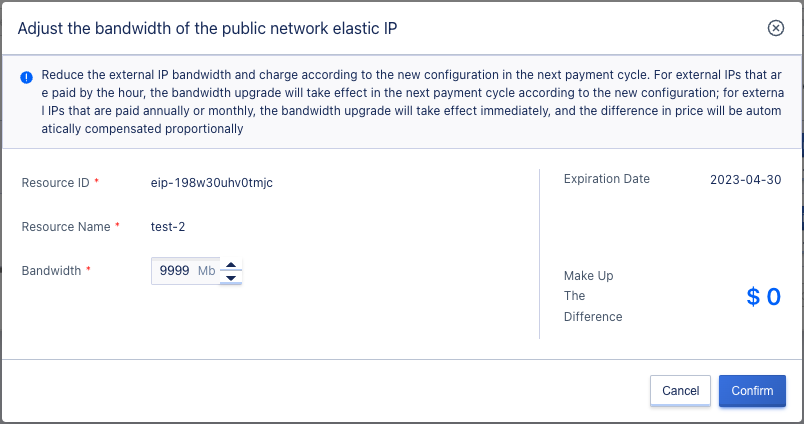 Adjust the bandwidth of the public network elastic IP
Reduce the external IP bandwidth and charge according to the new configuration in the next payment cycle. For external IPs that ar
e paid by the hour, the bandwidth upgrade will take effect in the next payment cycle according to the new configuration; for externa
l IPs that are paid annually or monthly, the bandwidth upgrade will take effect immediately, and the difference in price will be autom
atically compensated proportionally
Resource ID * eip-198w30uhv0tmjc
Resource Name * test-2
Bandwidth * 9999 Mb
Expiration Date 2023-04-30
Make Up
The
Difference
$ 0
Cancel Confirm